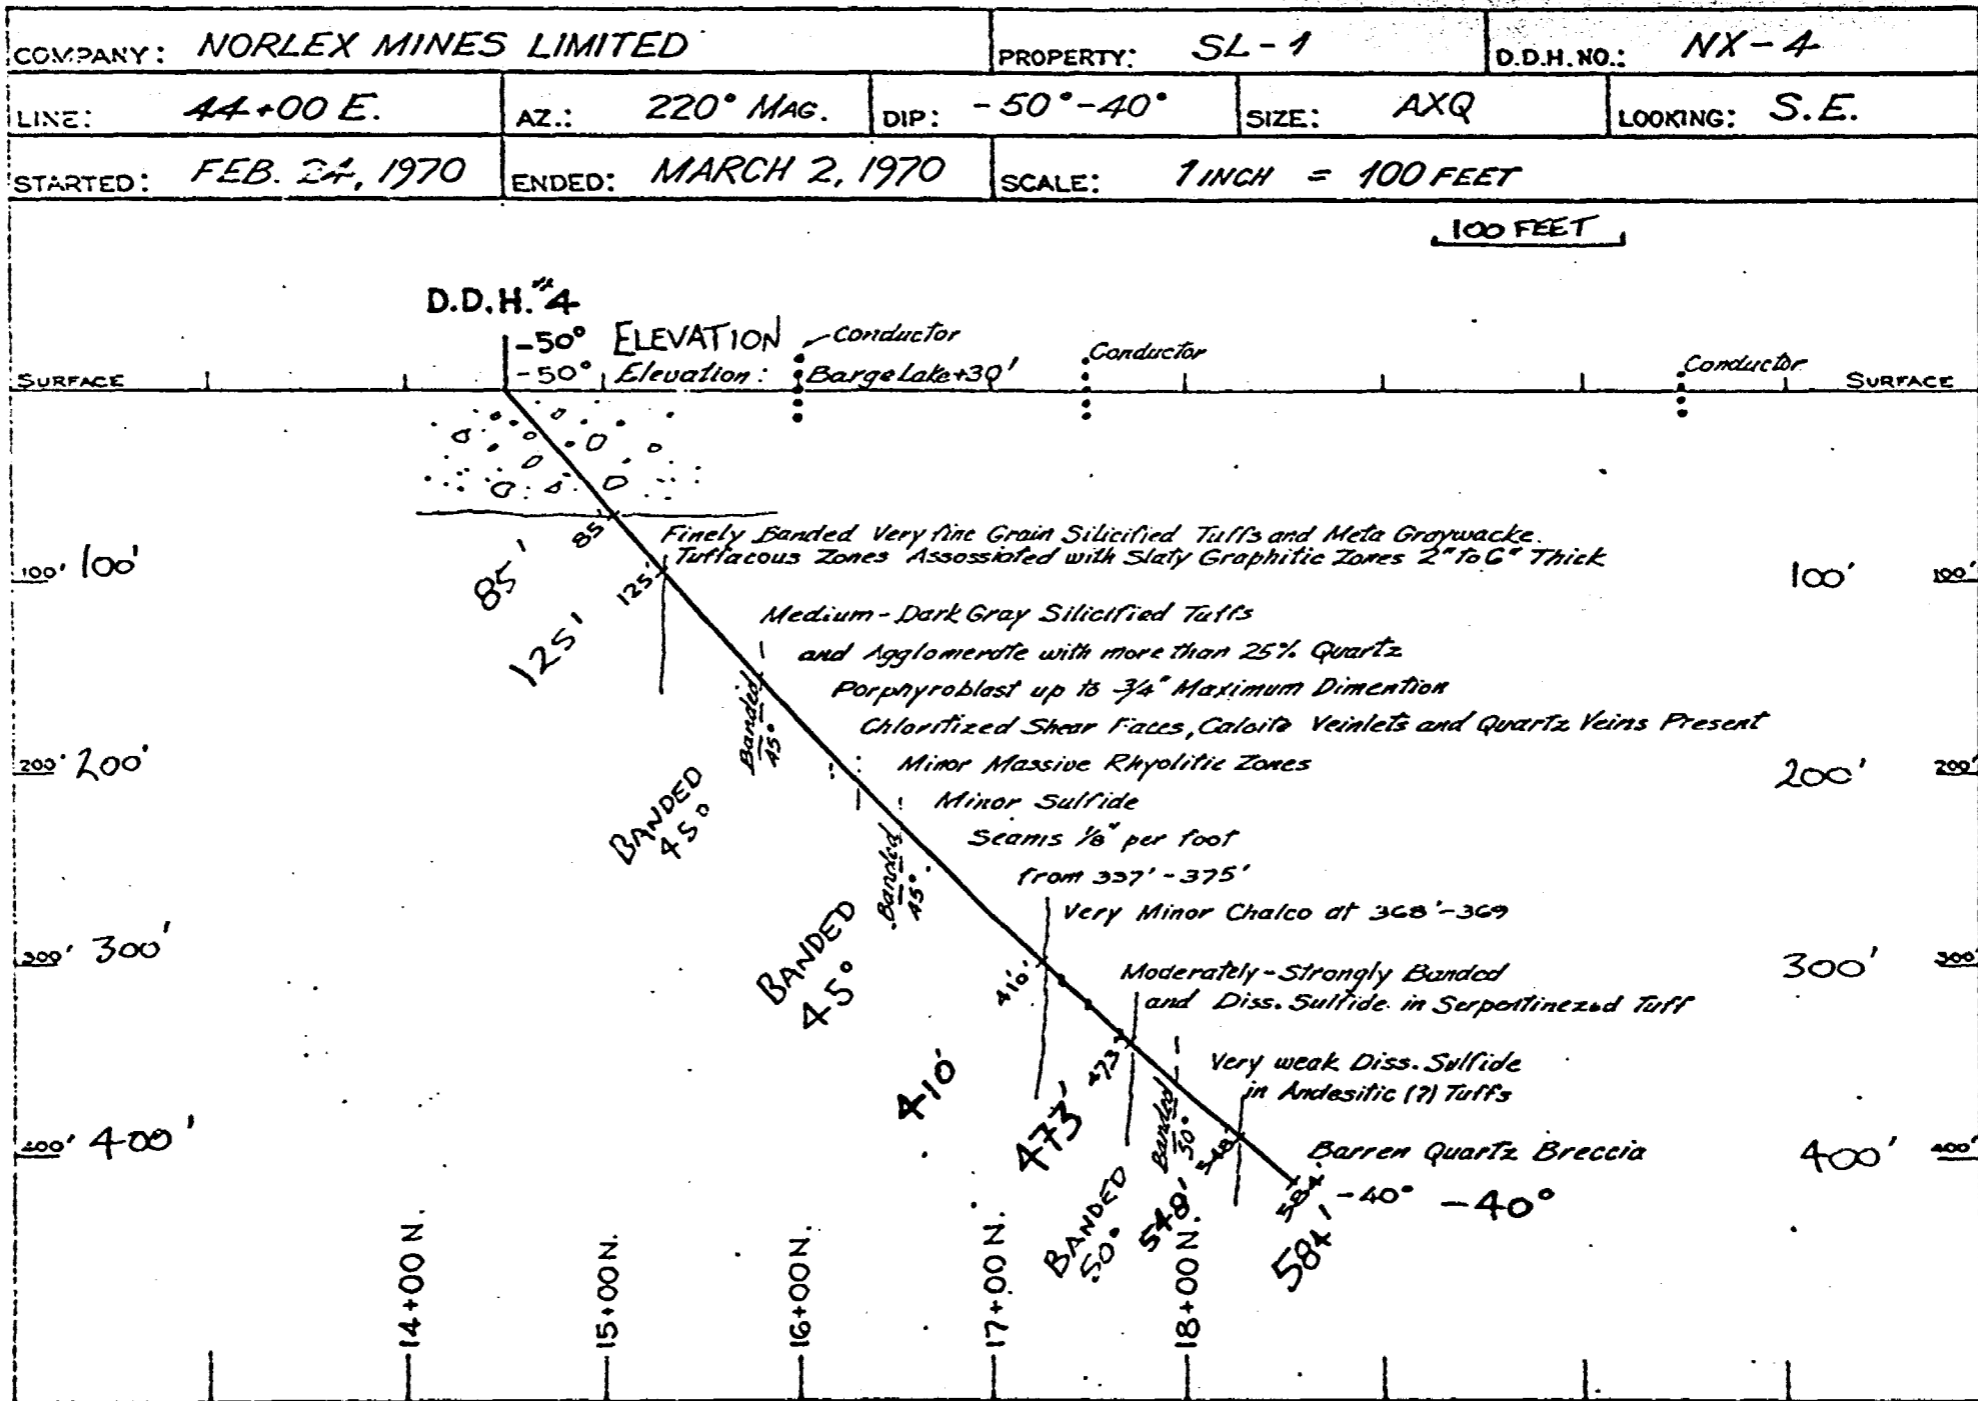 COMPANY: NORLEX MINES LIMITED PROPERTY: SL-1 D.D.H. NO.: NX-4
LINE: 44+00 E. AZ.: 220° MAG. DIP: -50°-40° SIZE: AXQ LOOKING: S.E.
STARTED: FEB. 24, 1970 ENDED: MARCH 2, 1970 SCALE: 1 INCH = 100 FEET
100 FEET
D.D.H. #4
-50° ELEVATION Conductor
-50° Elevation: Barge Lake +30' Conductor
Conductor
SURFACE SURFACE
85' 85'
Finely Banded Very fine Grain Silicified Tuffs and Meta Graywacke.
Tuffacous Zones Assossiated with Slaty Graphitic Zones 2" to 6" Thick
100' 100' 100' 100'
125' 125'
Medium-Dark Gray Silicified Tuffs
and Agglomerate with more than 25% Quartz
Porphyroblast up to 3/4" Maximum Dimention
Chloritized Shear Faces, Calcite Veinlets and Quartz Veins Present
Banded
45°
BANDED
45°
200' 200' 200' 200'
Minor Massive Rhyolitic Zones
Minor Sulfide
Seams 1/8" per foot
from 337'-375'
Banded
45°
BANDED
45°
Very Minor Chalco at 368'-369
300' 300' 300' 300'
410' 410'
Moderately-Strongly Banded
and Diss. Sulfide in Serpentinezed Tuff
473' 473'
Very weak Diss. Sulfide
in Andesitic (?) Tuffs
Banded
50°
BANDED
50°
400' 400' 400' 400'
548' 548'
Barren Quartz Breccia
584' 584'
-40° -40°
14+00 N. 15+00 N. 16+00 N. 17+00 N. 18+00 N.